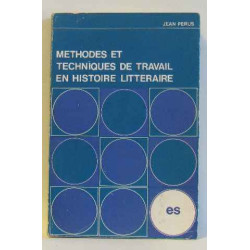 JEAN PERUS
METHODES ET
TECHNIQUES DE TRAVAIL
EN HISTOIRE LITTERAIRE
es